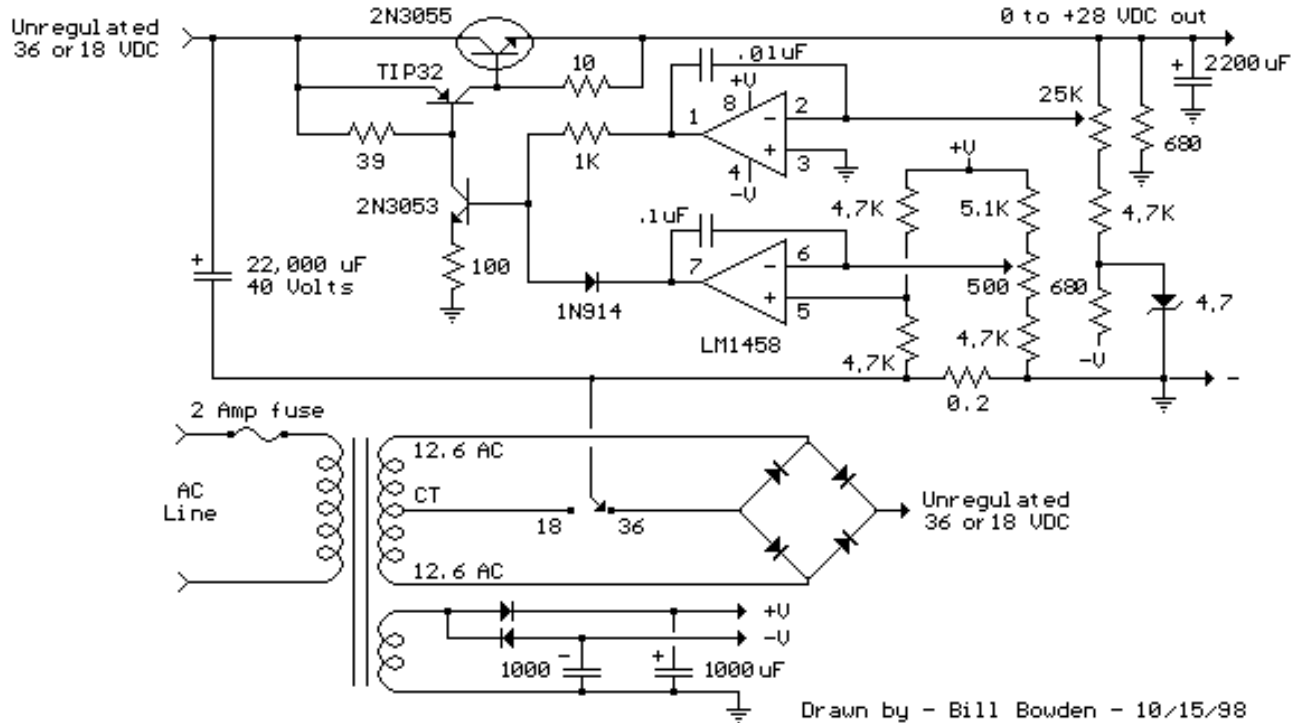 2N3055
0 to +28 VDC out
Unregulated
36 or 18 VDC
.01uF
+
2200 uF
TIP32
10
+V
8
2
25K
1
-
680
39
1K
+
3
4
-V
+V
2N3053
4.7K
5.1K
4.7K
.1uF
7
6
-
+
22,000 uF
40 Volts
100
+
5
500
680
4.7
1N914
LM1458
4.7K
4.7K
-V
0.2
-
2 Amp fuse
12.6 AC
AC
Line
CT
18
36
Unregulated
36 or 18 VDC
12.6 AC
+V
-V
1000
-
+
1000 uF
Drawn by - Bill Bowden - 10/15/98